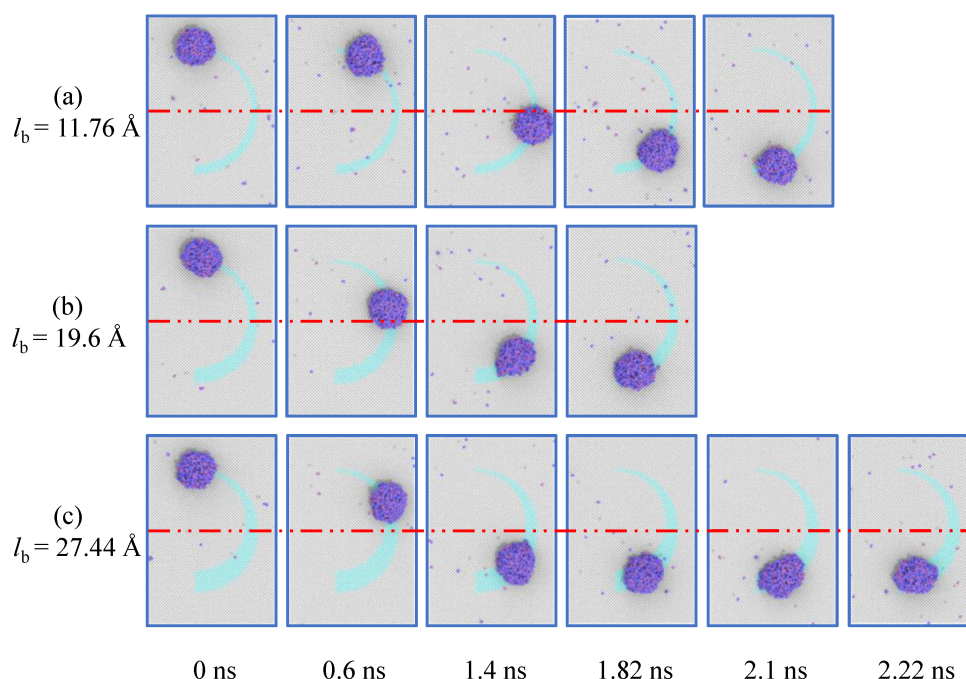 (a)
lb = 11.76 Å
(b)
lb = 19.6 Å
(c)
lb = 27.44 Å
0 ns 0.6 ns 1.4 ns 1.82 ns 2.1 ns 2.22 ns